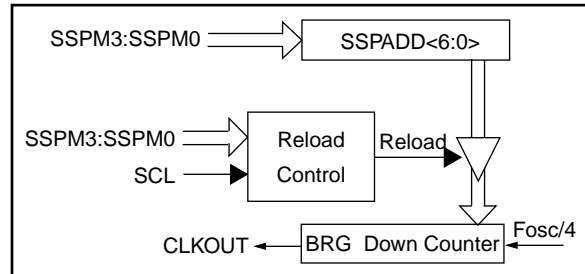 SSPM3:SSPM0
SSPADD<6:0>
SSPM3:SSPM0
SCL
Reload
Control
Reload
CLKOUT
BRG Down Counter
Fosc/4